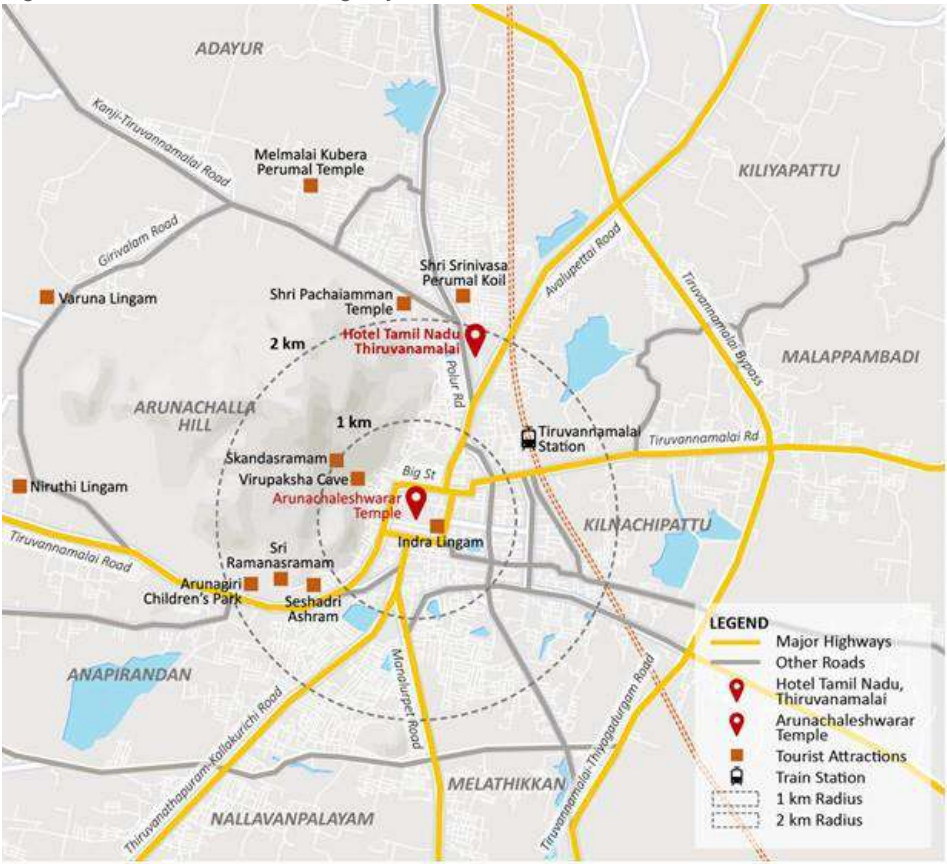 ADAYUR
Kanji-Tiruvannamalai Road
Melmalai Kubera
Perumal Temple
KILIYAPATTU
Girivalam Road
Avalupettai Road
Shri Srinivasa
Perumal Koil
Varuna Lingam
Shri Pachaiamman
Temple
Tiruvannamalai Bypass
2 km
Hotel Tamil Nadu
Thiruvanamalai
MALAPPAMBADI
Polur Rd
ARUNACHALLA
HILL
1 km
Tiruvannamalai
Station
Tiruvannamalai Rd
Skandasramam
Big St
Virupaksha Cave
Niruthi Lingam
Arunachaleshwarar
Temple
KILNACHIPATTU
Indra Lingam
Tiruvannamalai Road
Sri
Ramanasramam
Arunagiri
Children's Park
Seshadri
Ashram
ANAPIRANDAN
Manalurpet Road
Thiruvanathapuram-Kallakurichi Road
Tiruvannamalai-Thiyagadurgam Road
MELATHIKKAN
NALLAVANPALAYAM
LEGEND
Major Highways
Other Roads
Hotel Tamil Nadu,
Thiruvanamalai
Arunachaleshwarar
Temple
Tourist Attractions
Train Station
1 km Radius
2 km Radius